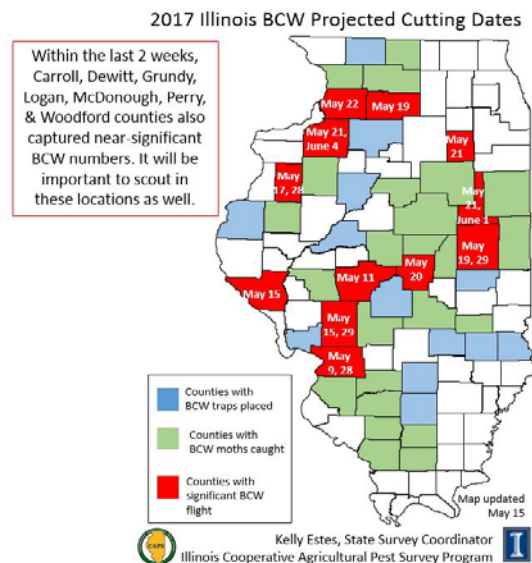 2017 Illinois BCW Projected Cutting Dates
Within the last 2 weeks,
Carroll, Dewitt, Grundy,
Logan, McDonough, Perry,
& Woodford counties also
captured near-significant
BCW numbers. It will be
important to scout in
these locations as well.
May 22
May 19
May 21,
June 4
May
21
May
17, 28
May
21,
June 1
May
19, 29
May
20
May 11
May 15
May
15, 29
May
9, 28
Counties with
BCW traps placed
Counties with
BCW moths caught
Counties with
significant BCW
flight
Map updated
May 15
Kelly Estes, State Survey Coordinator
Illinois Cooperative Agricultural Pest Survey Program
CAPS
I